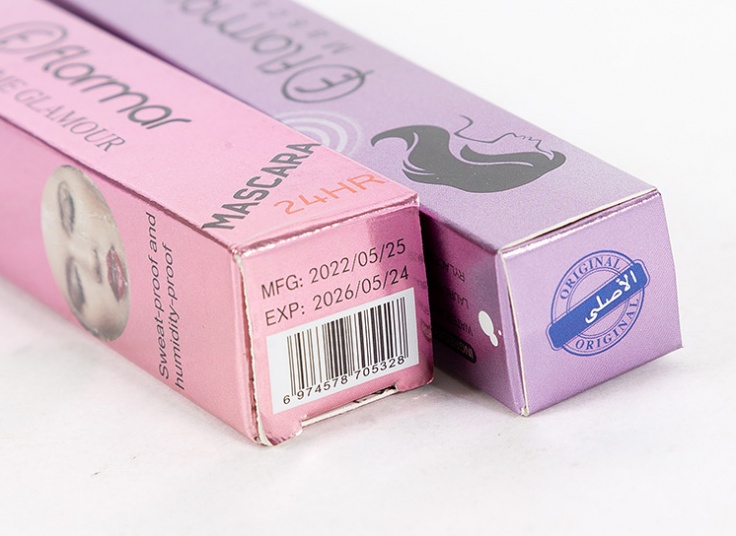 flormar
ME GLAMOUR
MASCARA
24HR
Sweat-proof and
humidity-proof
MFG: 2022/05/25
EXP: 2026/05/24
6 974578 705328
flormar
ORIGINAL
الأصلي
ORIGINAL